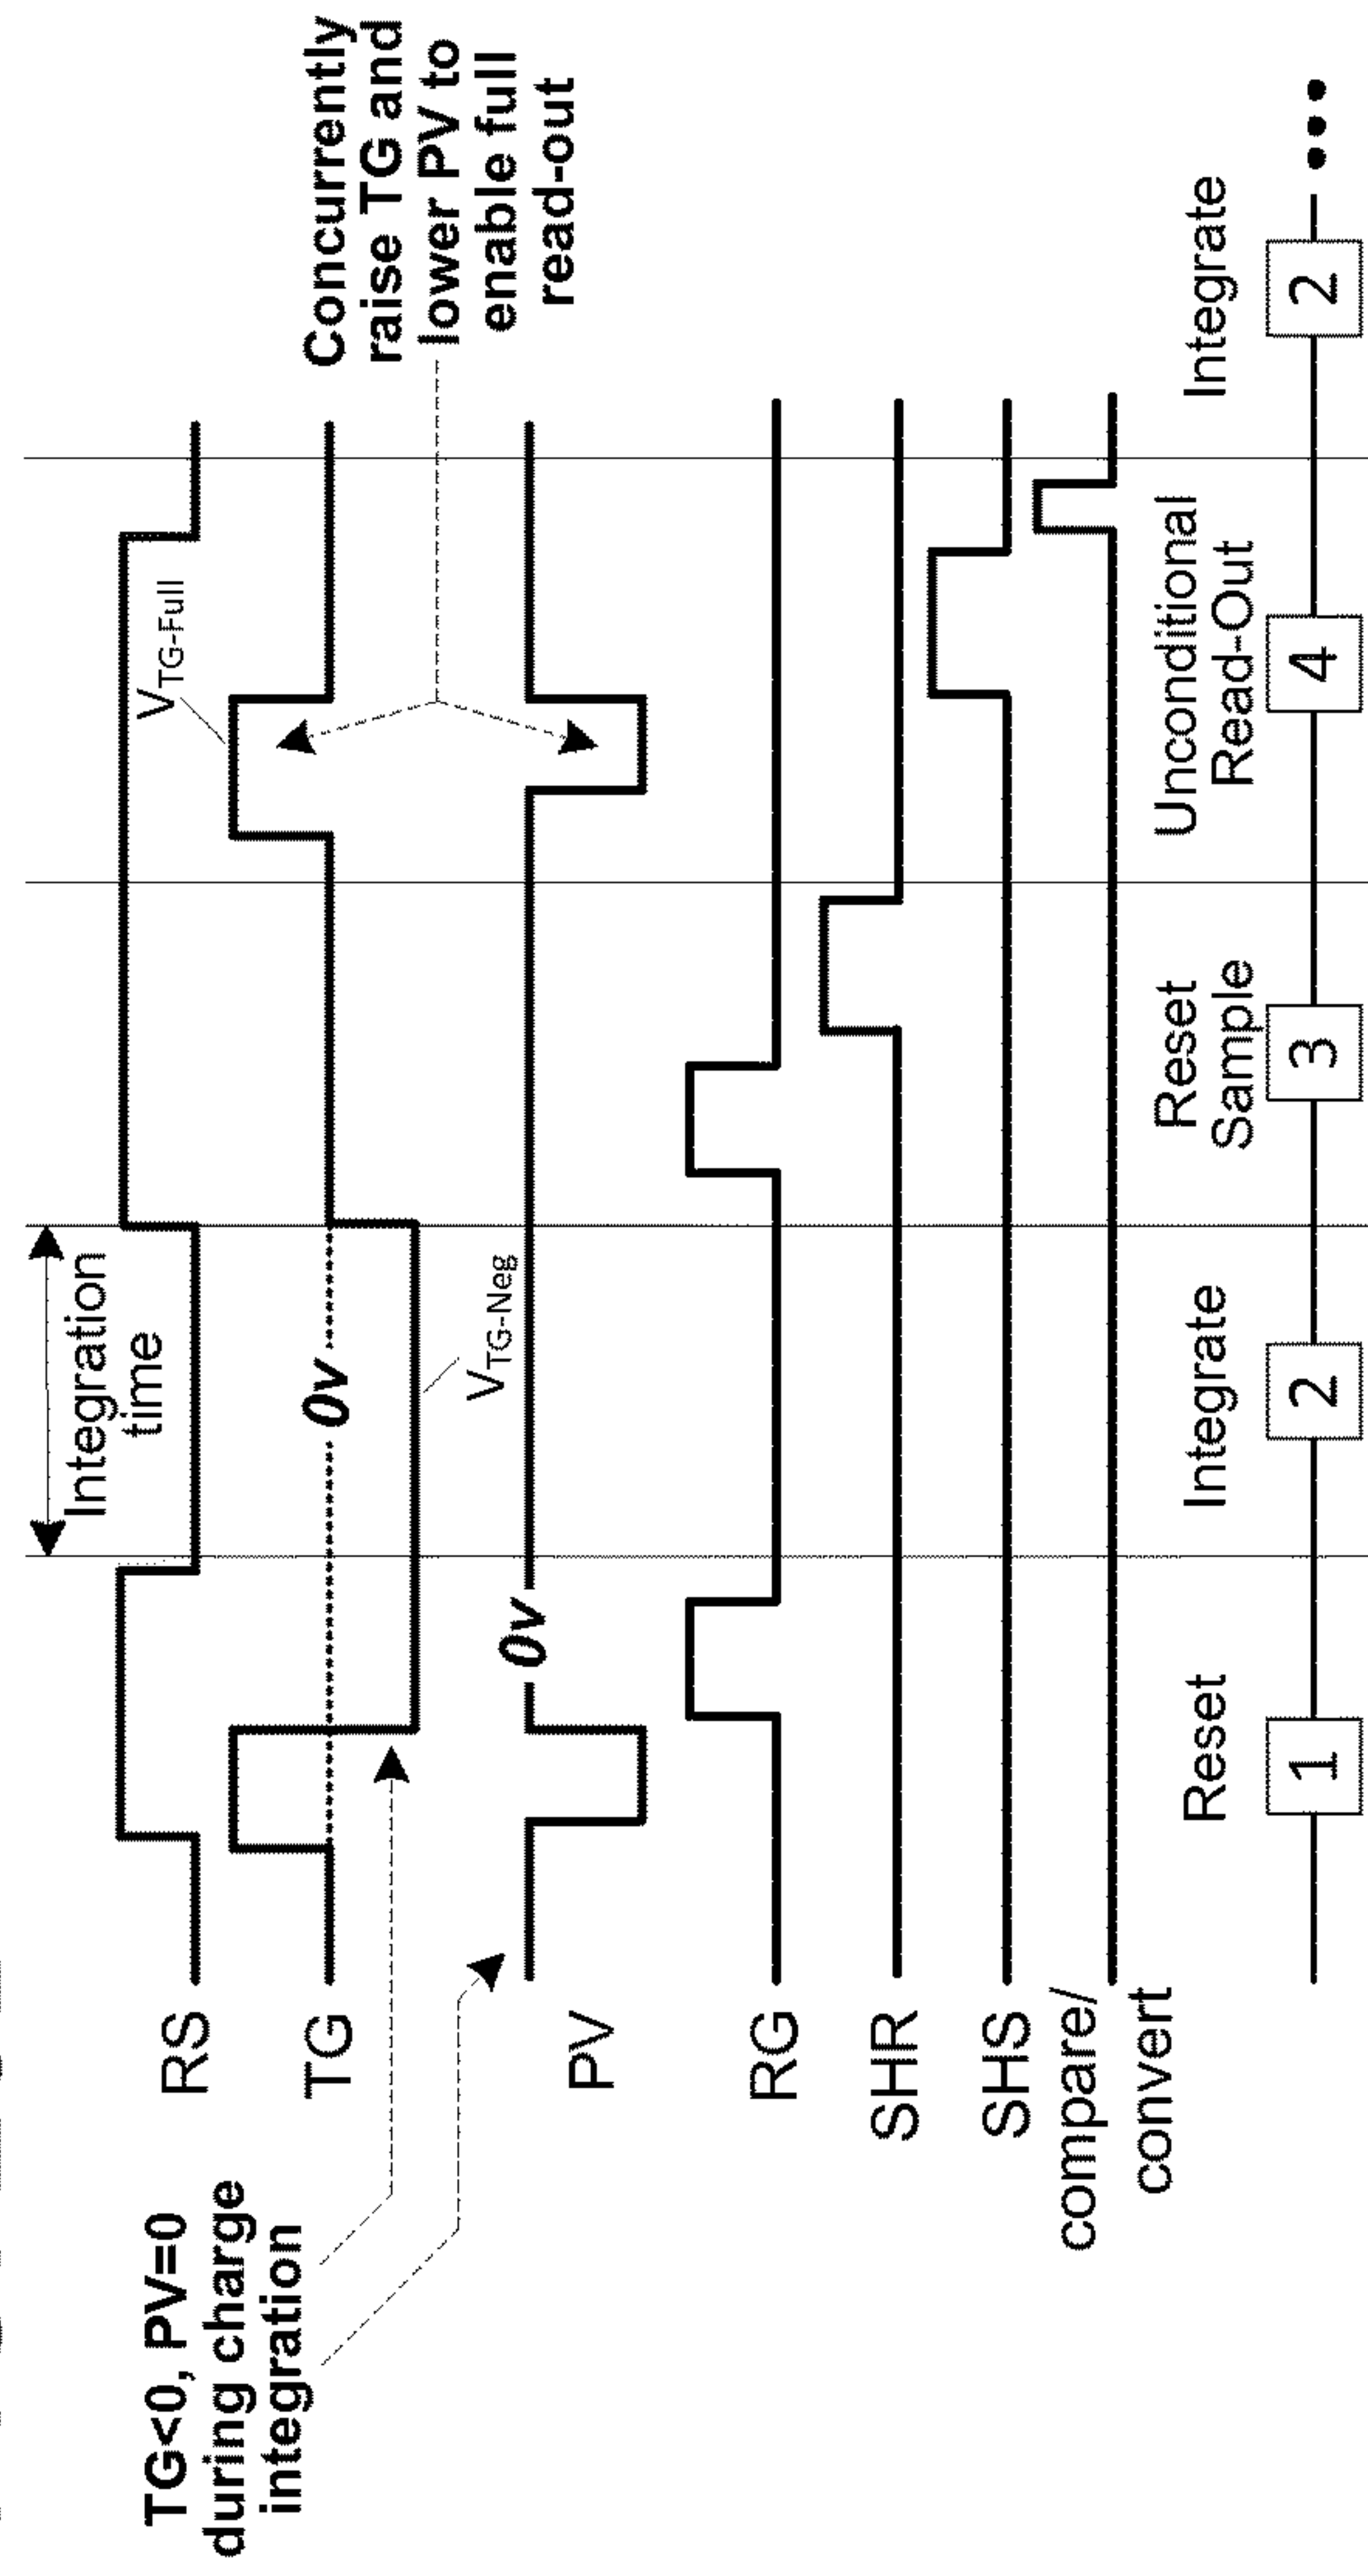 Integration
time
TG<0, PV=0
during charge
integration
RS
TG
PV
RG
SHR
SHS
compare/
convert
0v
0v
V_TG-Neg
V_TG-Full
Concurrently
raise TG and
lower PV to
enable full
read-out
Reset
Integrate
Reset
Sample
Unconditional
Read-Out
Integrate
1
2
3
4
2